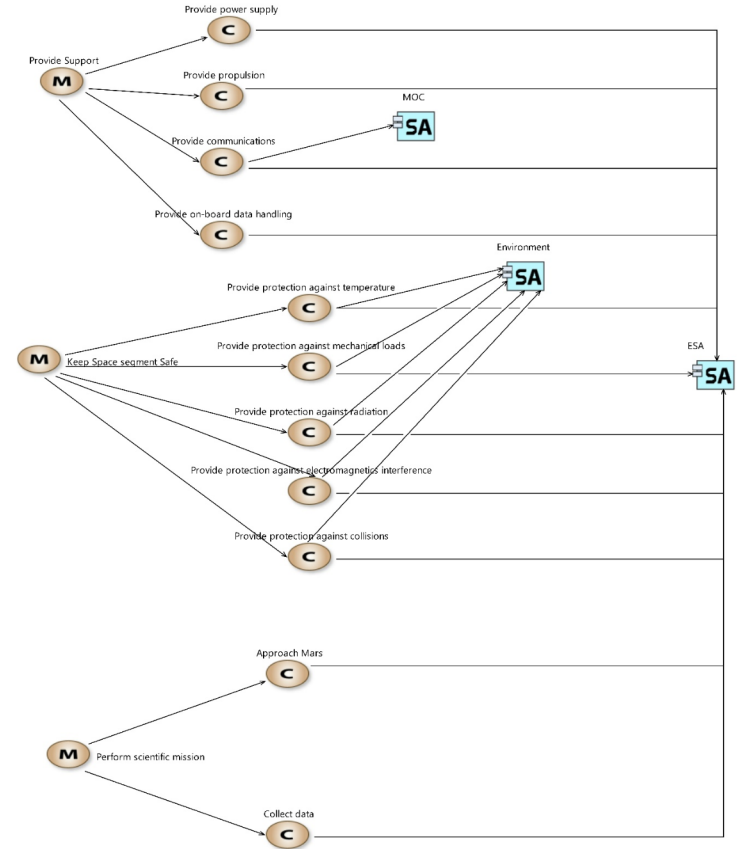 Provide power supply
C
Provide Support
M
Provide propulsion
C
MOC
SA
Provide communications
C
Provide on-board data handling
C
Environment
SA
Provide protection against temperature
C
Provide protection against mechanical loads
C
ESA
SA
M
Keep Space segment Safe
Provide protection against radiation
C
Provide protection against electromagnetics interference
C
Provide protection against collisions
C
Approach Mars
C
M
Perform scientific mission
Collect data
C